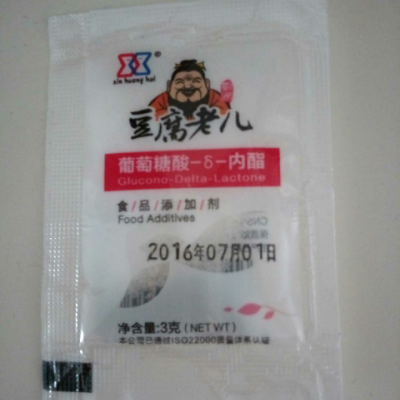 xin huang hui
豆腐老儿
葡萄糖酸-δ-内酯
Glucono-Delta-Lactone
食/品/添/加/剂
Food Additives
2016年07月01日
净含量:3克(NET WT)
本公司已通过ISO22000质量体系认证